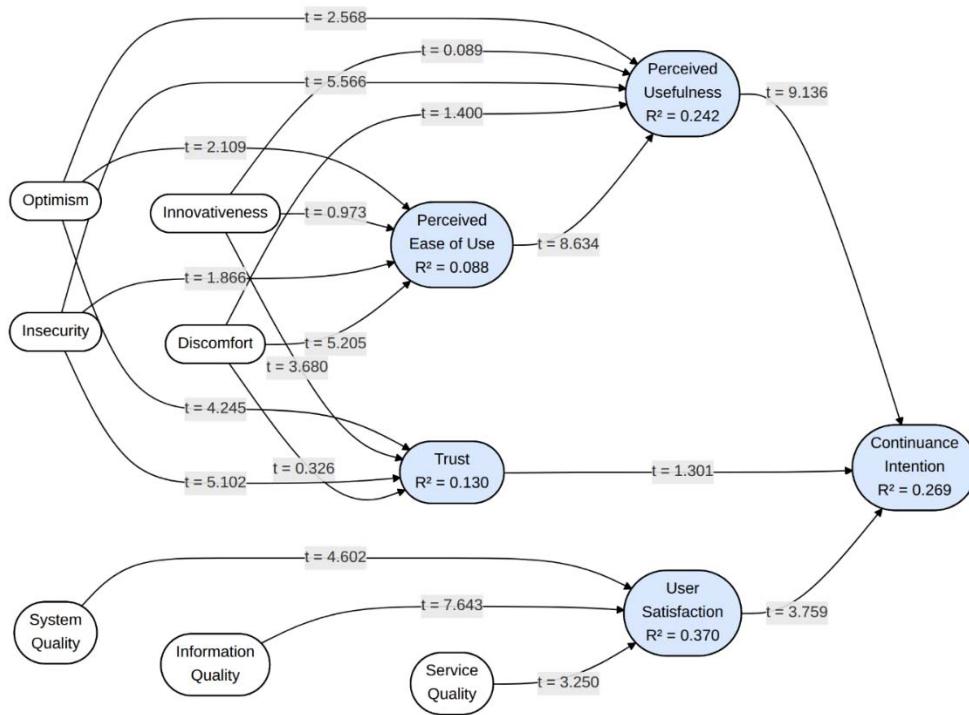 t = 2.568
t = 0.089
t = 5.566
t = 1.400
Perceived
Usefulness
R² = 0.242
t = 9.136
t = 2.109
Optimism
Innovativeness
t = 0.973
Perceived
Ease of Use
R² = 0.088
t = 8.634
t = 1.866
Insecurity
Discomfort
t = 5.205
t = 3.680
t = 4.245
t = 0.326
t = 5.102
Trust
R² = 0.130
t = 1.301
Continuance
Intention
R² = 0.269
t = 4.602
System
Quality
t = 7.643
Information
Quality
User
Satisfaction
R² = 0.370
t = 3.759
Service
Quality
t = 3.250